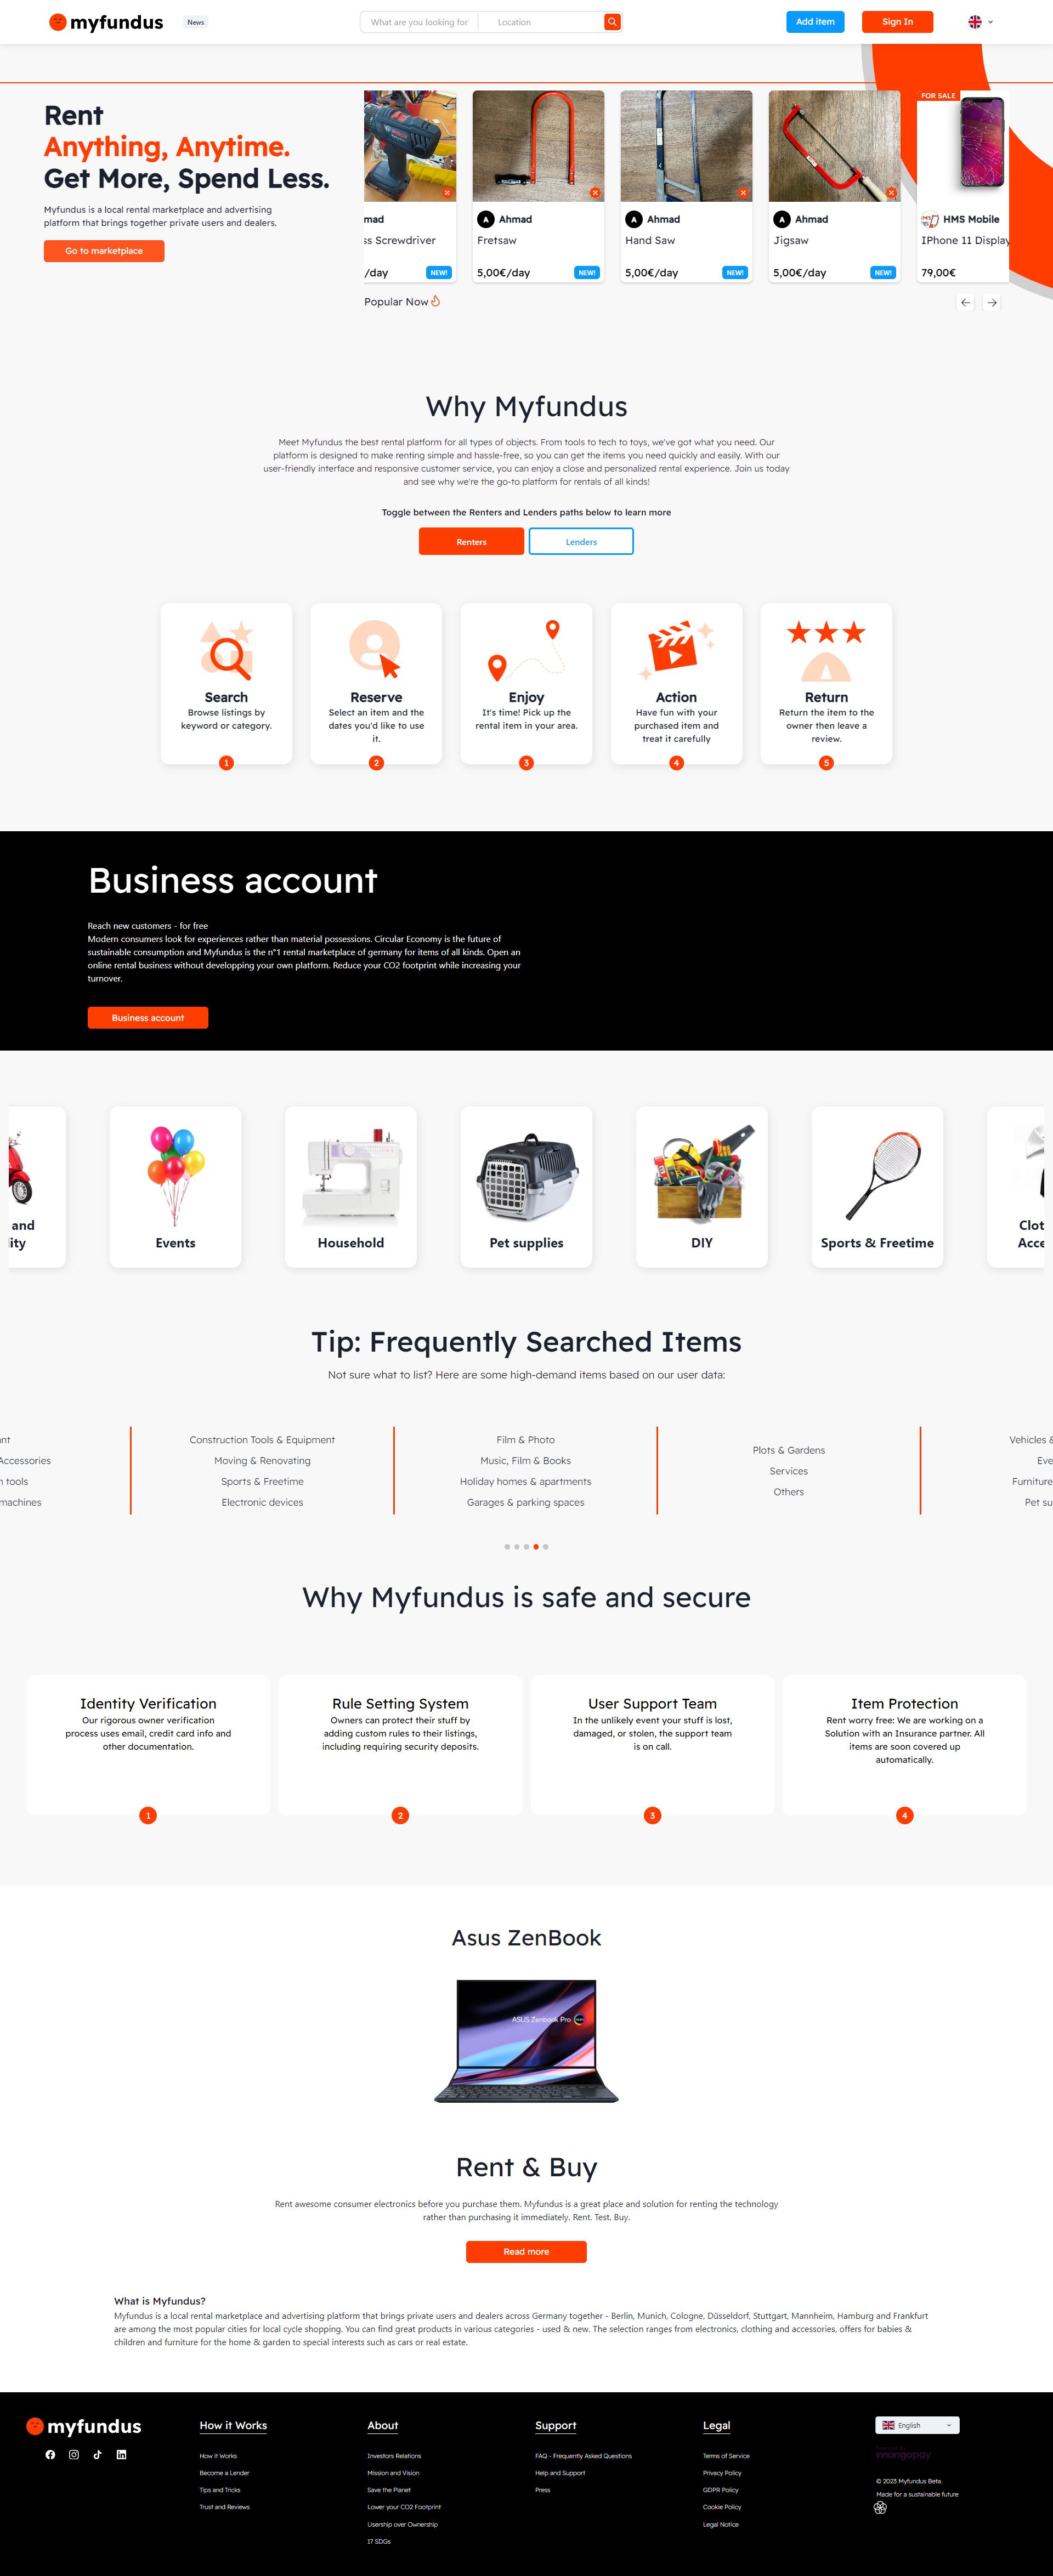 myfundus
News
What are you looking for
Location
Add item
Sign In
Rent
Anything, Anytime.
Get More, Spend Less.
Myfundus is a local rental marketplace and advertising
platform that brings together private users and dealers.
Go to marketplace
mad
ss Screwdriver
/day
NEW!
A
Ahmad
Fretsaw
5,00€/day
NEW!
A
Ahmad
Hand Saw
5,00€/day
NEW!
A
Ahmad
Jigsaw
5,00€/day
NEW!
FOR SALE
HMS Mobile
IPhone 11 Display
79,00€
Popular Now
Why Myfundus
Meet Myfundus the best rental platform for all types of objects. From tools to tech to toys, we've got what you need. Our
platform is designed to make renting simple and hassle-free, so you can get the items you need quickly and easily. With our
user-friendly interface and responsive customer service, you can enjoy a close and personalized rental experience. Join us today
and see why we're the go-to platform for rentals of all kinds!
Toggle between the Renters and Lenders paths below to learn more
Renters
Lenders
Search
Browse listings by
keyword or category.
1
Reserve
Select an item and the
dates you'd like to use
it.
2
Enjoy
It's time! Pick up the
rental item in your area.
3
Action
Have fun with your
purchased item and
treat it carefully
4
Return
Return the item to the
owner then leave a
review.
5
Business account
Reach new customers - for free
Modern consumers look for experiences rather than material possessions. Circular Economy is the future of
sustainable consumption and Myfundus is the n°1 rental marketplace of germany for items of all kinds. Open an
online rental business without developping your own platform. Reduce your CO2 footprint while increasing your
turnover.
Business account
and
ity
Events
Household
Pet supplies
DIY
Sports & Freetime
Clot
Acce
Tip: Frequently Searched Items
Not sure what to list? Here are some high-demand items based on our user data:
nt
Accessories
n tools
machines
Construction Tools & Equipment
Moving & Renovating
Sports & Freetime
Electronic devices
Film & Photo
Music, Film & Books
Holiday homes & apartments
Garages & parking spaces
Plots & Gardens
Services
Others
Vehicles &
Eve
Furniture
Pet su
Why Myfundus is safe and secure
Identity Verification
Our rigorous owner verification
process uses email, credit card info and
other documentation.
1
Rule Setting System
Owners can protect their stuff by
adding custom rules to their listings,
including requiring security deposits.
2
User Support Team
In the unlikely event your stuff is lost,
damaged, or stolen, the support team
is on call.
3
Item Protection
Rent worry free: We are working on a
Solution with an Insurance partner. All
items are soon covered up
automatically.
4
Asus ZenBook
ASUS Zenbook Pro
Rent & Buy
Rent awesome consumer electronics before you purchase them. Myfundus is a great place and solution for renting the technology
rather than purchasing it immediately. Rent. Test. Buy.
Read more
What is Myfundus?
Myfundus is a local rental marketplace and advertising platform that brings private users and dealers across Germany together - Berlin, Munich, Cologne, Düsseldorf, Stuttgart, Mannheim, Hamburg and Frankfurt
are among the most popular cities for local cycle shopping. You can find great products in various categories - used & new. The selection ranges from electronics, clothing and accessories, offers for babies &
children and furniture for the home & garden to special interests such as cars or real estate.
myfundus
How it Works
How it Works
Become a Lender
Tips and Tricks
Trust and Reviews
About
Investors Relations
Mission and Vision
Save the Planet
Lower your CO2 Footprint
Usership over Ownership
17 SDGs
Support
FAQ - Frequently Asked Questions
Help and Support
Press
Legal
Terms of Service
Privacy Policy
GDPR Policy
Cookie Policy
Legal Notice
English
mangopay
© 2023 Myfundus Beta.
Made for a sustainable future